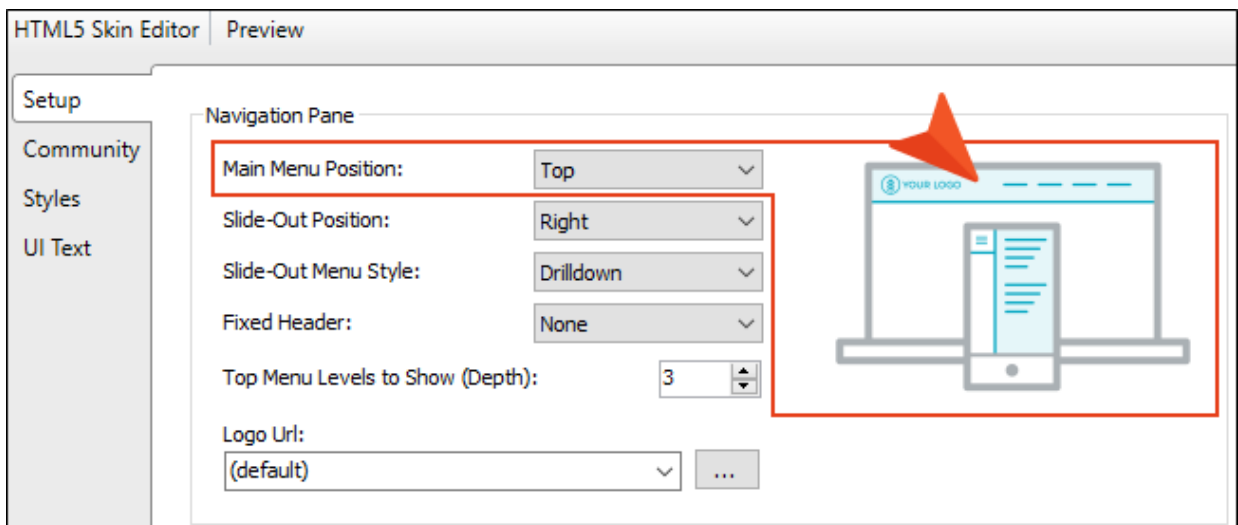 HTML5 Skin Editor Preview
Setup
Community
Styles
UI Text
Navigation Pane
Main Menu Position: Top
Slide-Out Position: Right
Slide-Out Menu Style: Drilldown
Fixed Header: None
Top Menu Levels to Show (Depth): 3
Logo Url:
(default) ...
YOUR LOGO